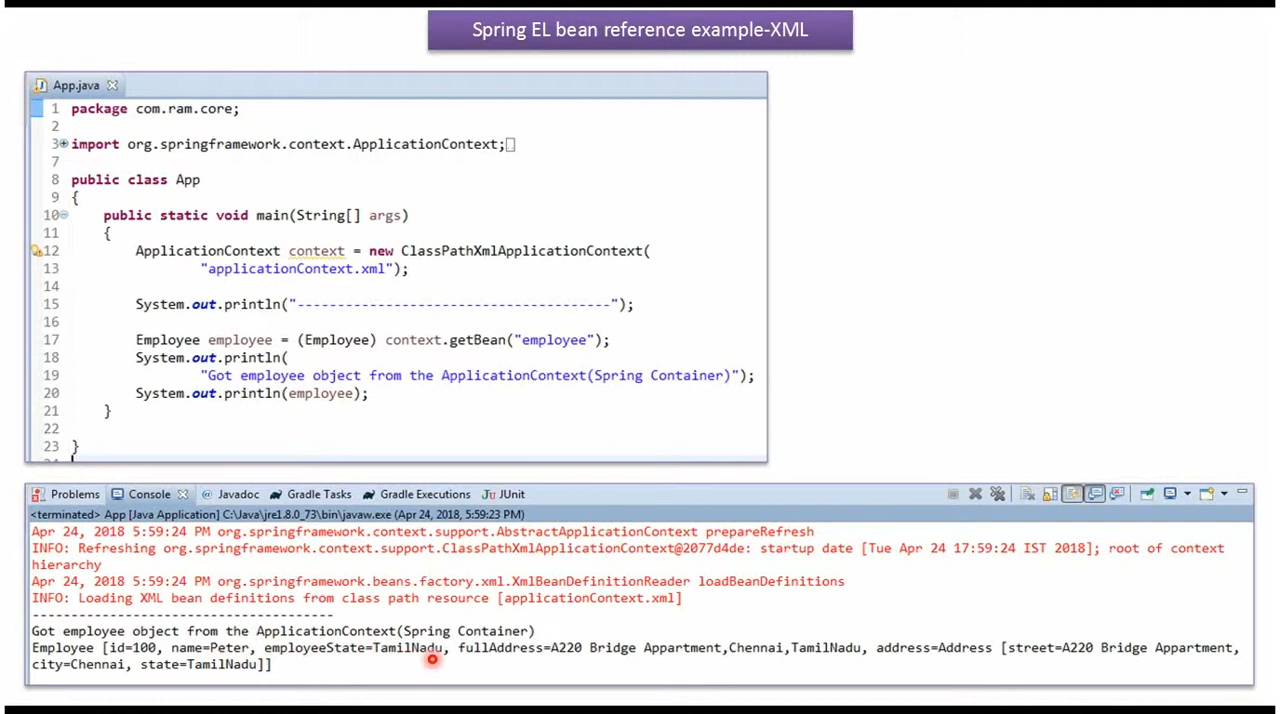 Spring EL bean reference example-XML
App.java
1 package com.ram.core;
2
3 import org.springframework.context.ApplicationContext;
7
8 public class App
9 {
10 public static void main(String[] args)
11 {
12 ApplicationContext context = new ClassPathXmlApplicationContext(
13 "applicationContext.xml");
14
15 System.out.println("---------------------------------------");
16
17 Employee employee = (Employee) context.getBean("employee");
18 System.out.println(
19 "Got employee object from the ApplicationContext(Spring Container)");
20 System.out.println(employee);
21 }
22
23 }
Problems Console @ Javadoc Gradle Tasks Gradle Executions JU JUnit
<terminated> App [Java Application] C:\Java\jre1.8.0_73\bin\javaw.exe (Apr 24, 2018, 5:59:23 PM)
Apr 24, 2018 5:59:24 PM org.springframework.context.support.AbstractApplicationContext prepareRefresh
INFO: Refreshing org.springframework.context.support.ClassPathXmlApplicationContext@2077d4de: startup date [Tue Apr 24 17:59:24 IST 2018]; root of context
hierarchy
Apr 24, 2018 5:59:24 PM org.springframework.beans.factory.xml.XmlBeanDefinitionReader loadBeanDefinitions
INFO: Loading XML bean definitions from class path resource [applicationContext.xml]
---------------------------------------
Got employee object from the ApplicationContext(Spring Container)
Employee [id=100, name=Peter, employeeState=TamilNadu, fullAddress=A220 Bridge Appartment,Chennai,TamilNadu, address=Address [street=A220 Bridge Appartment,
city=Chennai, state=TamilNadu]]